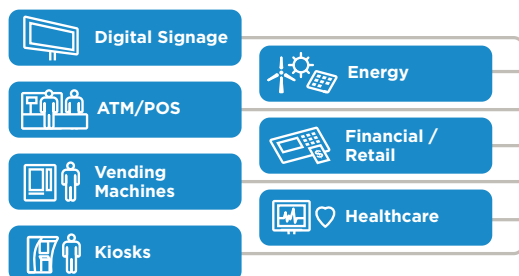 Digital Signage
Energy
ATM/POS
Financial /
Retail
Vending
Machines
Healthcare
Kiosks